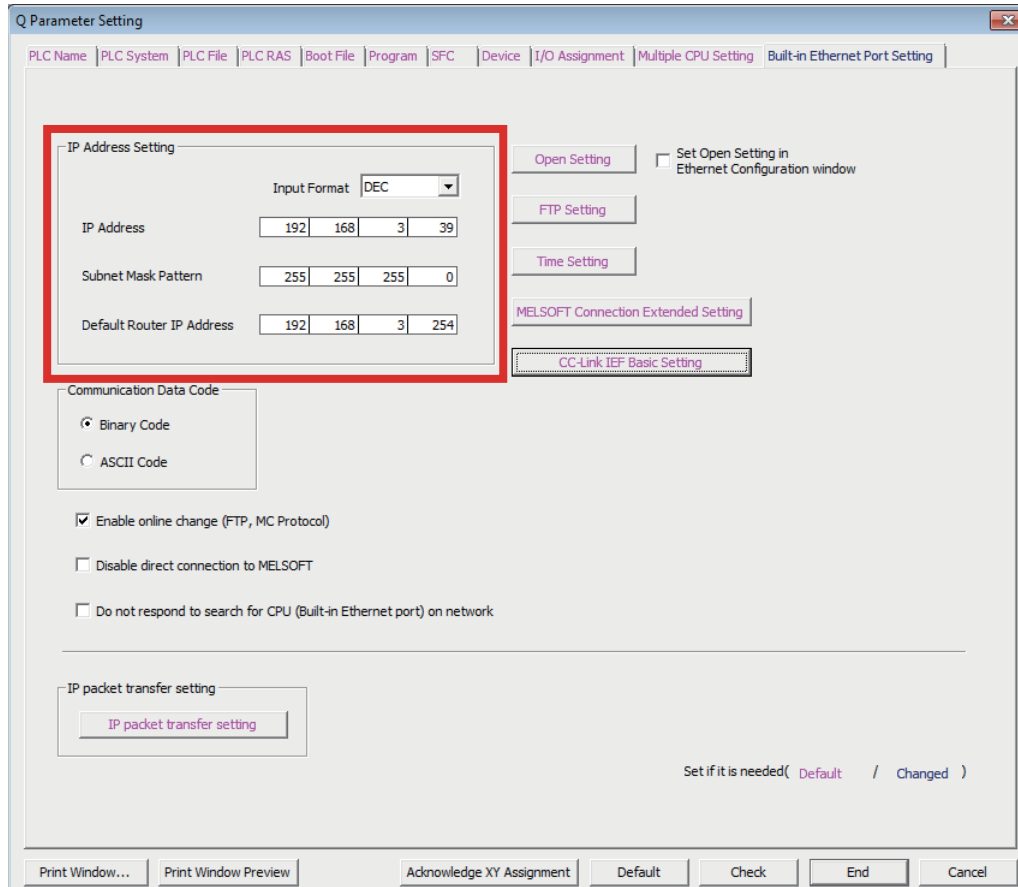 Q Parameter Setting
PLC Name PLC System PLC File PLC RAS Boot File Program SFC Device I/O Assignment Multiple CPU Setting Built-in Ethernet Port Setting
IP Address Setting
Input Format DEC
IP Address 192 168 3 39
Subnet Mask Pattern 255 255 255 0
Default Router IP Address 192 168 3 254
Open Setting
Set Open Setting in
Ethernet Configuration window
FTP Setting
Time Setting
MELSOFT Connection Extended Setting
CC-Link IEF Basic Setting
Communication Data Code
Binary Code
ASCII Code
Enable online change (FTP, MC Protocol)
Disable direct connection to MELSOFT
Do not respond to search for CPU (Built-in Ethernet port) on network
IP packet transfer setting
IP packet transfer setting
Set if it is needed( Default / Changed )
Print Window... Print Window Preview Acknowledge XY Assignment Default Check End Cancel